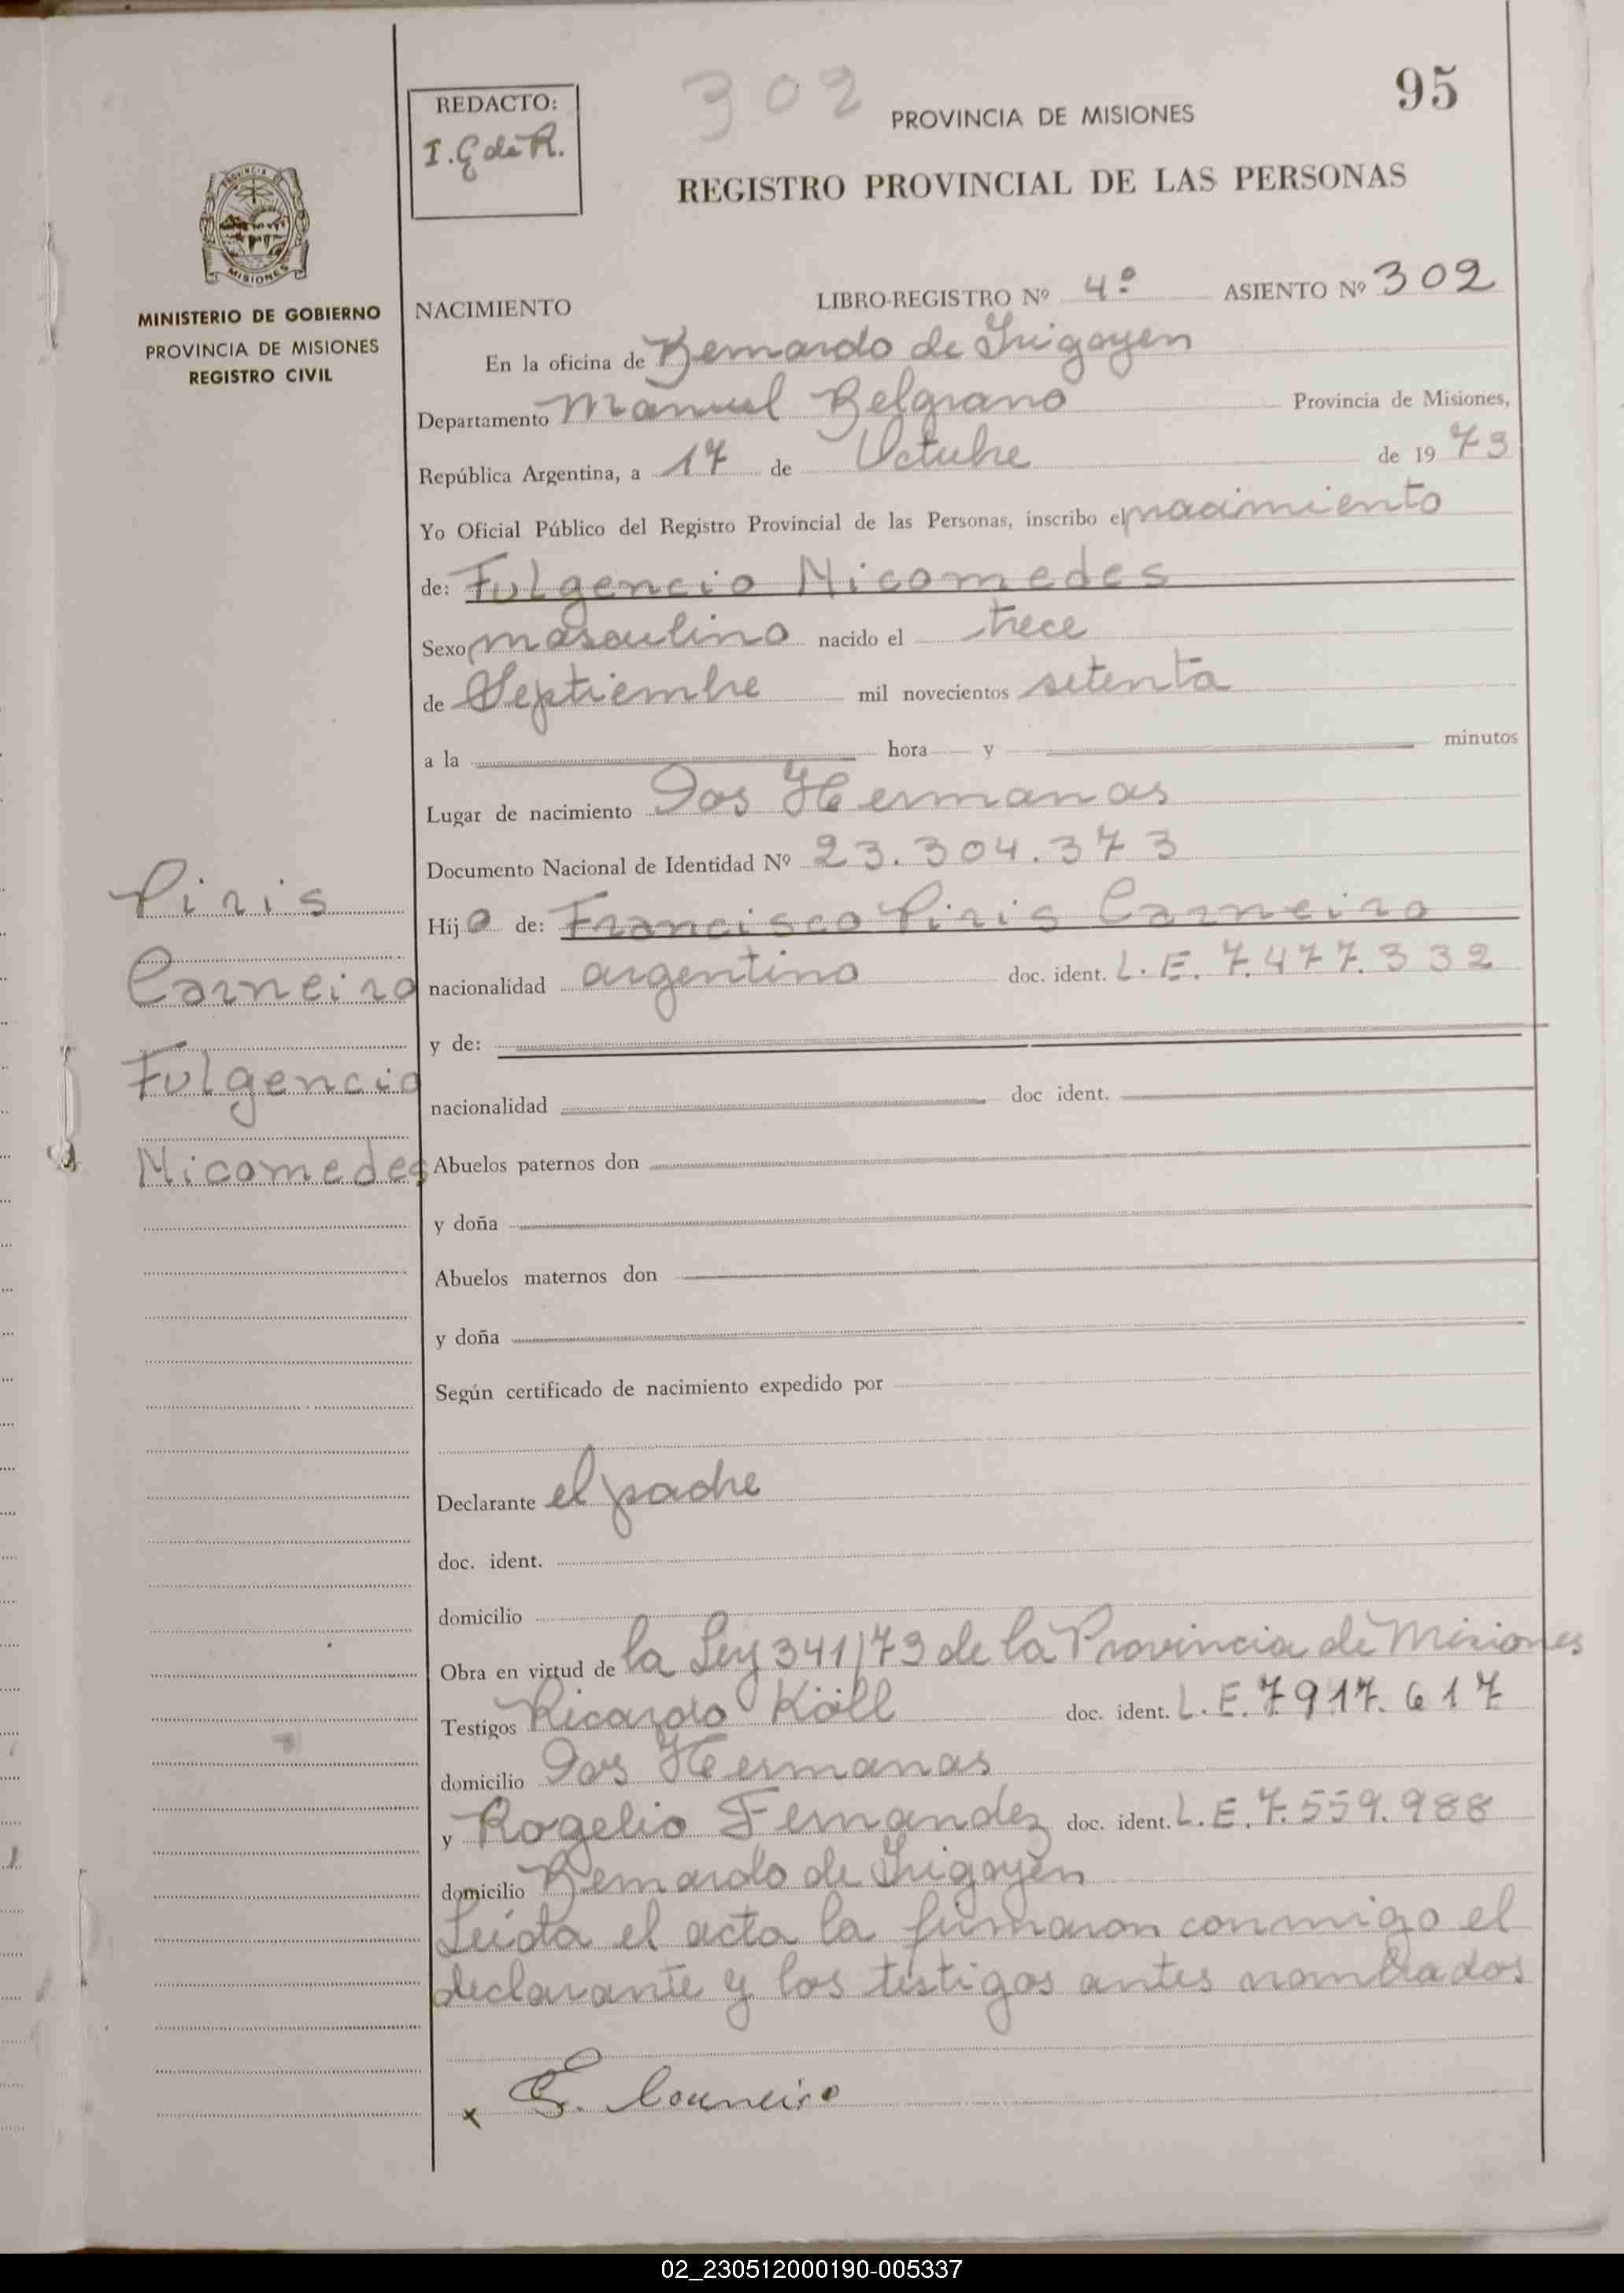 REDACTO:
I. G de R.
302
95
PROVINCIA DE MISIONES
REGISTRO PROVINCIAL DE LAS PERSONAS
PROVINCIA DE
MISIONES
MINISTERIO DE GOBIERNO
PROVINCIA DE MISIONES
REGISTRO CIVIL
NACIMIENTO LIBRO-REGISTRO Nº 4º ASIENTO Nº 302
En la oficina de Bernardo de Irigoyen
Departamento Manuel Belgrano Provincia de Misiones,
República Argentina, a 17 de Octubre de 19 73
Yo Oficial Público del Registro Provincial de las Personas, inscribo el nacimiento
de: Fulgencio Nicomedes
Sexo masculino nacido el trece
de Septiembre mil novecientos setenta
a la hora y minutos
Lugar de nacimiento Dos Hermanas
Documento Nacional de Identidad Nº 23.304.373
Hij o de: Francisco Piris Carneiro
nacionalidad argentino doc. ident. L.E. 7.477.332
y de:
nacionalidad doc ident.
Abuelos paternos don
y doña
Abuelos maternos don
y doña
Según certificado de nacimiento expedido por
Declarante el padre
doc. ident.
domicilio
Obra en virtud de la Ley 341/73 de la Provincia de Misiones
Testigos Ricardo Köll doc. ident. L.E. 7917.617
domicilio Dos Hermanas
y Rogelio Fernandez doc. ident. L.E. 7.559.988
domicilio Bernardo de Irigoyen
Leída el acta la firmaron conmigo el
declarante y los testigos antes nombrados
x F. Carneiro
Piris
Carneiro
Fulgencio
Nicomedes
02_230512000190-005337